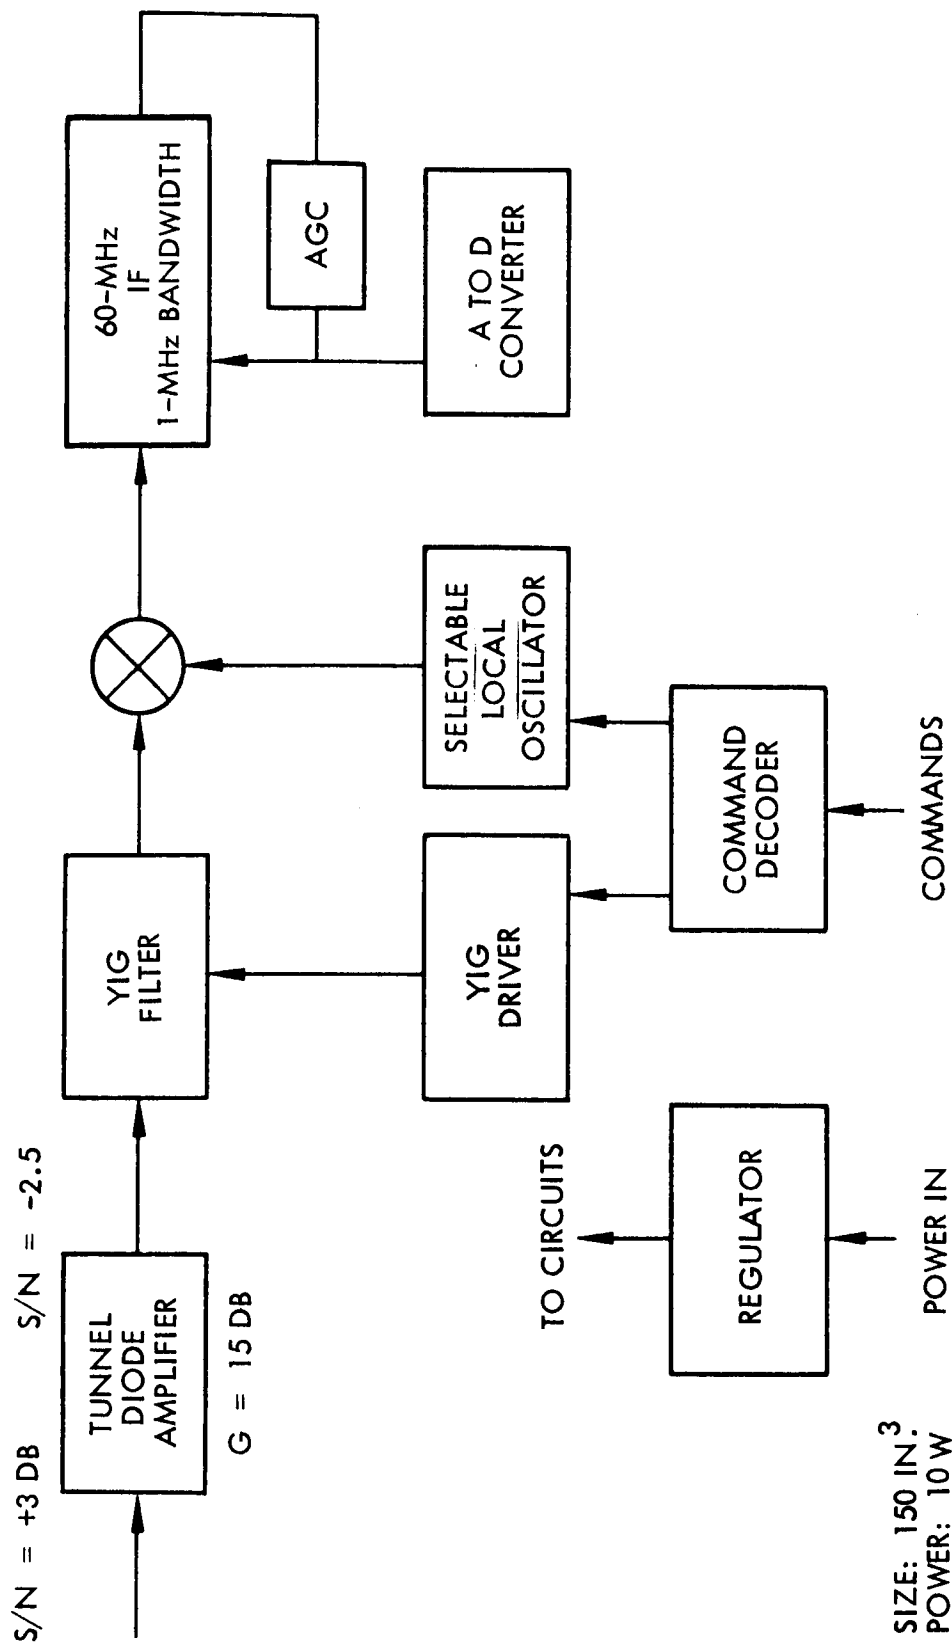 S/N = +3 DB
S/N = -2.5
TUNNEL
DIODE
AMPLIFIER
G = 15 DB
YIG
FILTER
60-MHz
IF
1-MHz BANDWIDTH
AGC
YIG
DRIVER
SELECTABLE
LOCAL
OSCILLATOR
A TO D
CONVERTER
TO CIRCUITS
REGULATOR
POWER IN
COMMAND
DECODER
COMMANDS
SIZE: 150 IN.³
POWER: 10 W